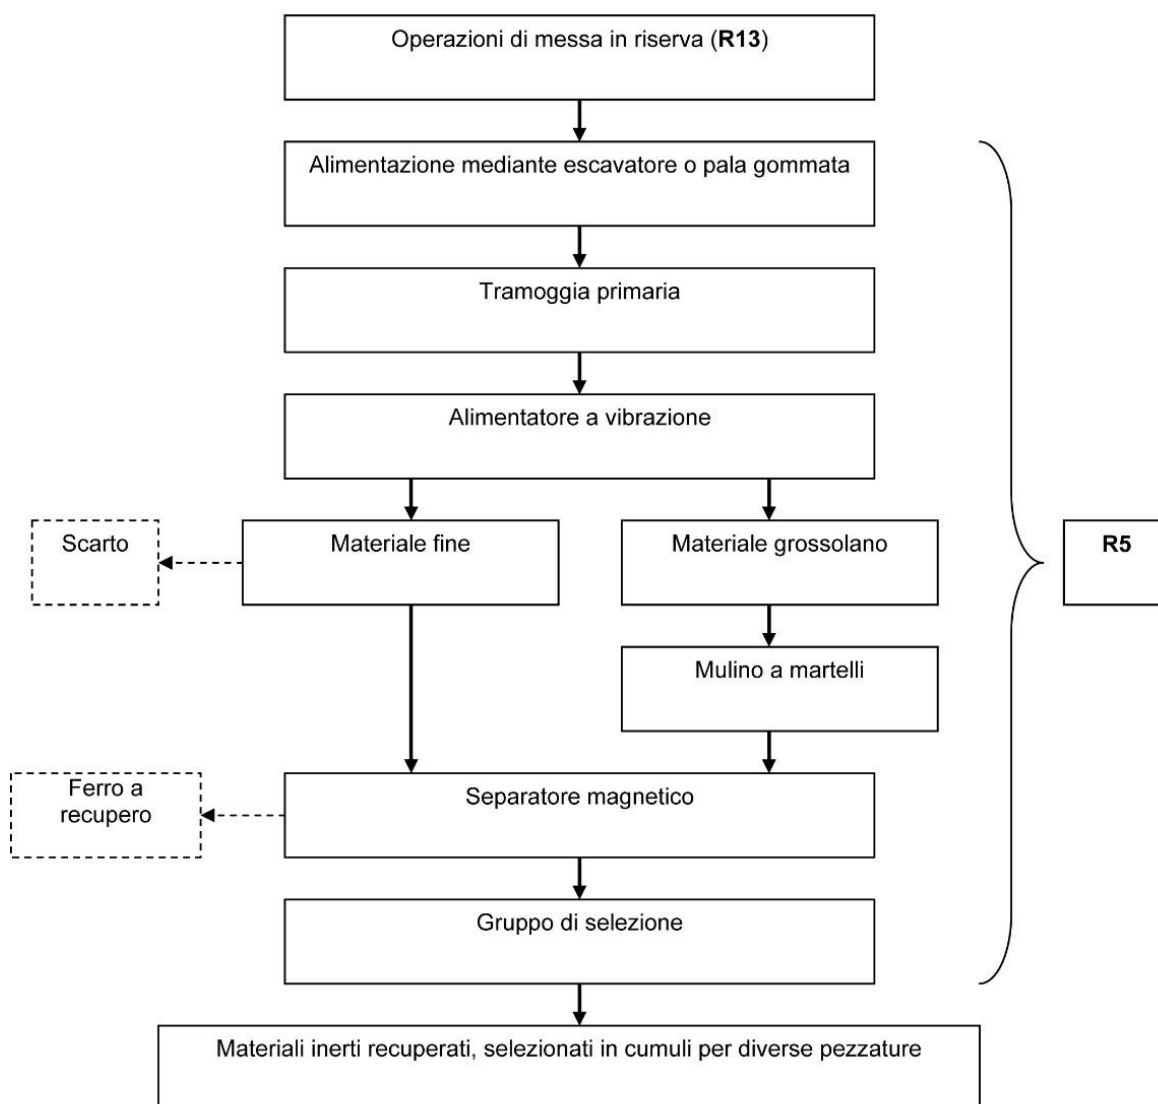 Operazioni di messa in riserva (R13)
Alimentazione mediante escavatore o pala gommata
Tramoggia primaria
Alimentatore a vibrazione
Scarto
Materiale fine
Materiale grossolano
R5
Mulino a martelli
Ferro a
recupero
Separatore magnetico
Gruppo di selezione
Materiali inerti recuperati, selezionati in cumuli per diverse pezzature